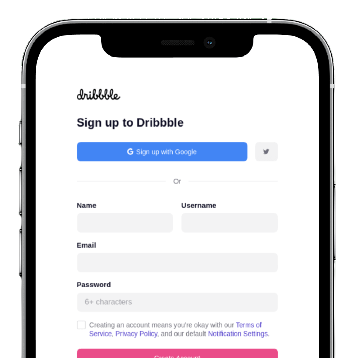 dribbble
Sign up to Dribbble
G Sign up with Google
Or
Name Username
Email
Password
6+ characters
Creating an account means you're okay with our Terms of
Service, Privacy Policy, and our default Notification Settings.
Create Account